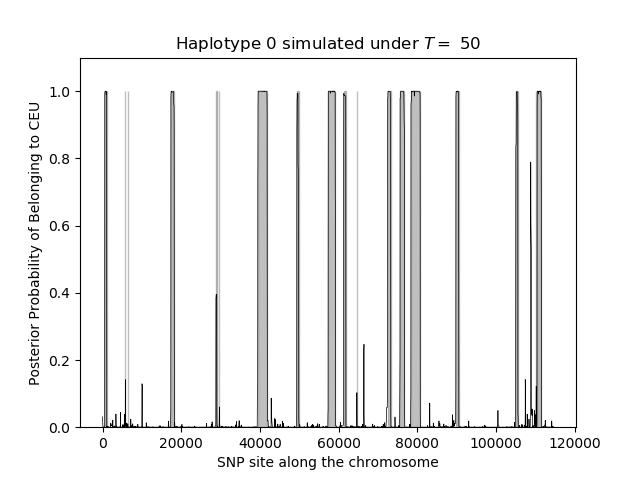 Haplotype 0 simulated under T = 50
Posterior Probability of Belonging to CEU
1.0
0.8
0.6
0.4
0.2
0.0
0 20000 40000 60000 80000 100000 120000
SNP site along the chromosome